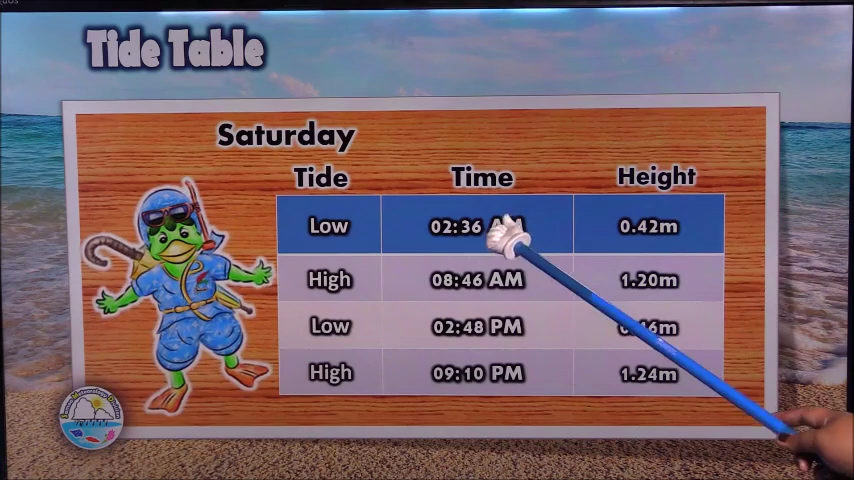 Tide Table
Saturday
Tide Time Height
Low 02:36 AM 0.42m
High 08:46 AM 1.20m
Low 02:48 PM
High 09:10 PM 1.24m